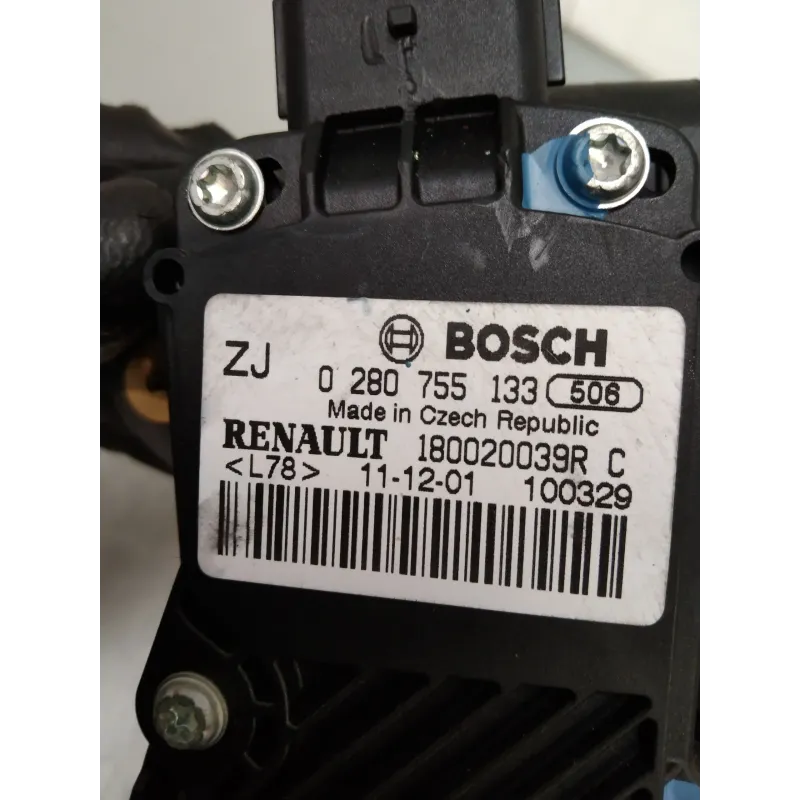 BOSCH
ZJ 0 280 755 133 506
Made in Czech Republic
RENAULT 180020039R C
<L78> 11-12-01 100329